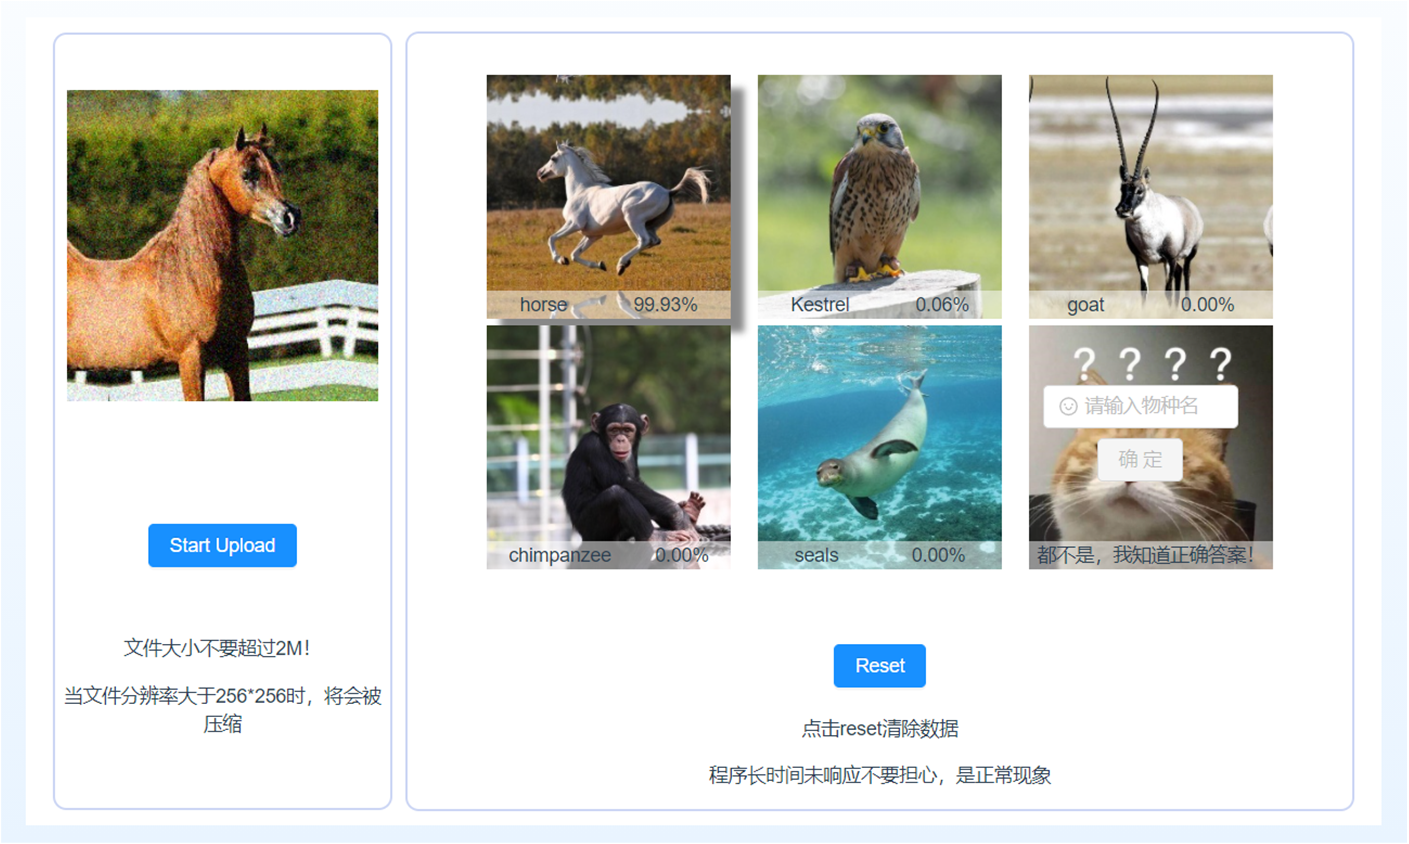 Start Upload
文件大小不要超过2M！
当文件分辨率大于256*256时，将会被
压缩
horse 99.93%
Kestrel 0.06%
goat 0.00%
chimpanzee 0.00%
seals 0.00%
？？？？
请输入物种名
确 定
都不是，我知道正确答案！
Reset
点击reset清除数据
程序长时间未响应不要担心，是正常现象